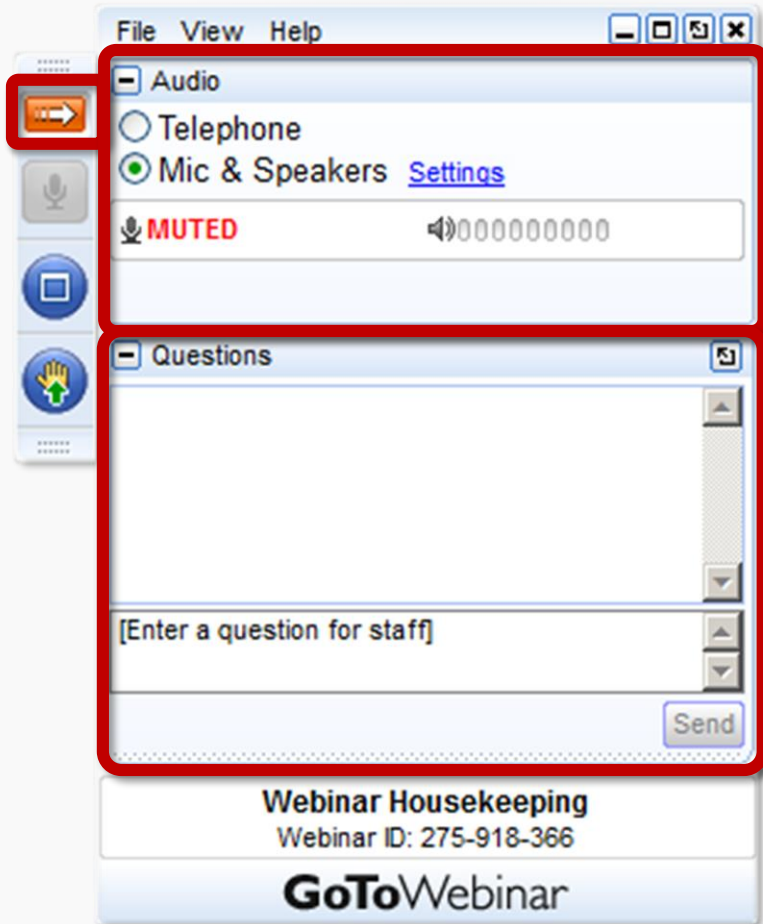 File View Help
Audio
Telephone
Mic & Speakers Settings
MUTED
Questions
[Enter a question for staff]
Send
Webinar Housekeeping
Webinar ID: 275-918-366
GoToWebinar